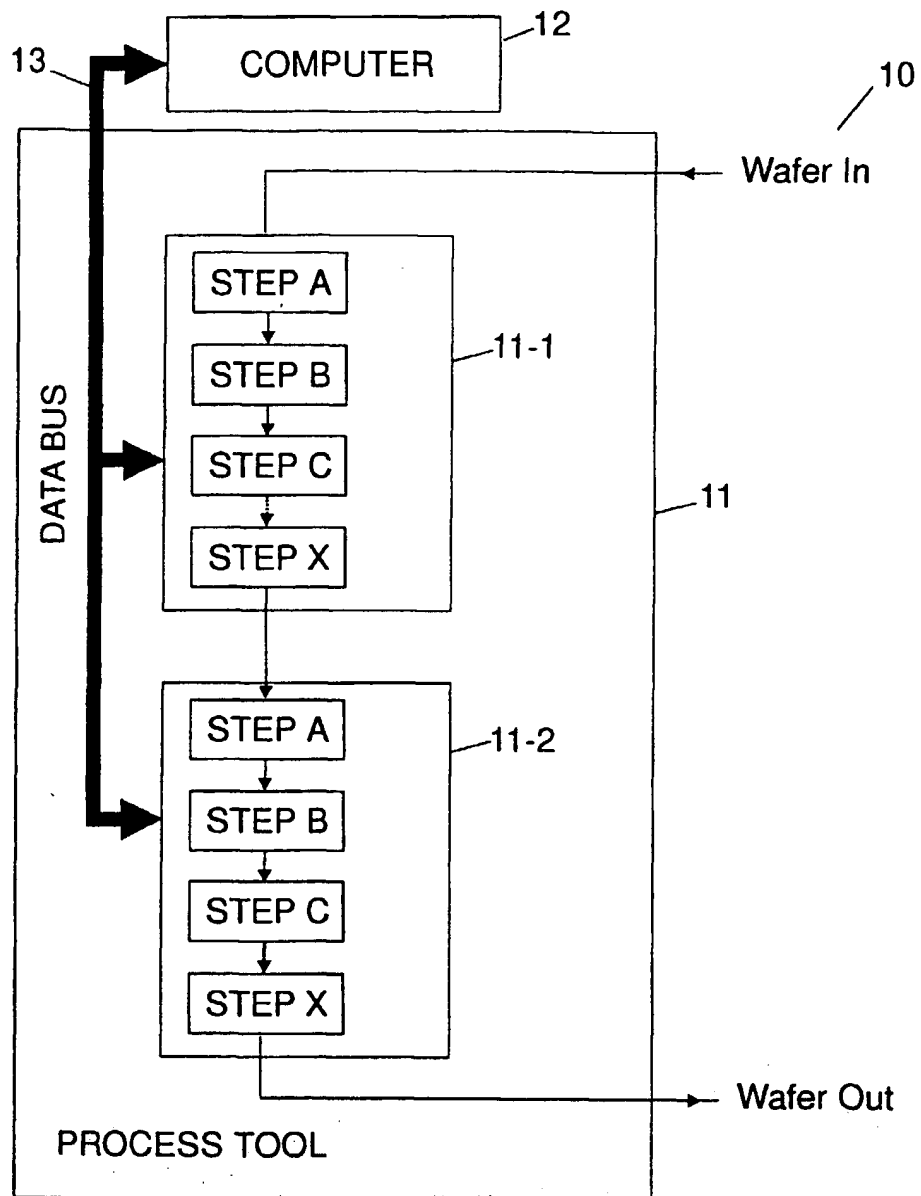 12
13
COMPUTER
10
Wafer In
STEP A
11-1
STEP B
DATA BUS
STEP C
11
STEP X
STEP A
11-2
STEP B
STEP C
STEP X
Wafer Out
PROCESS TOOL